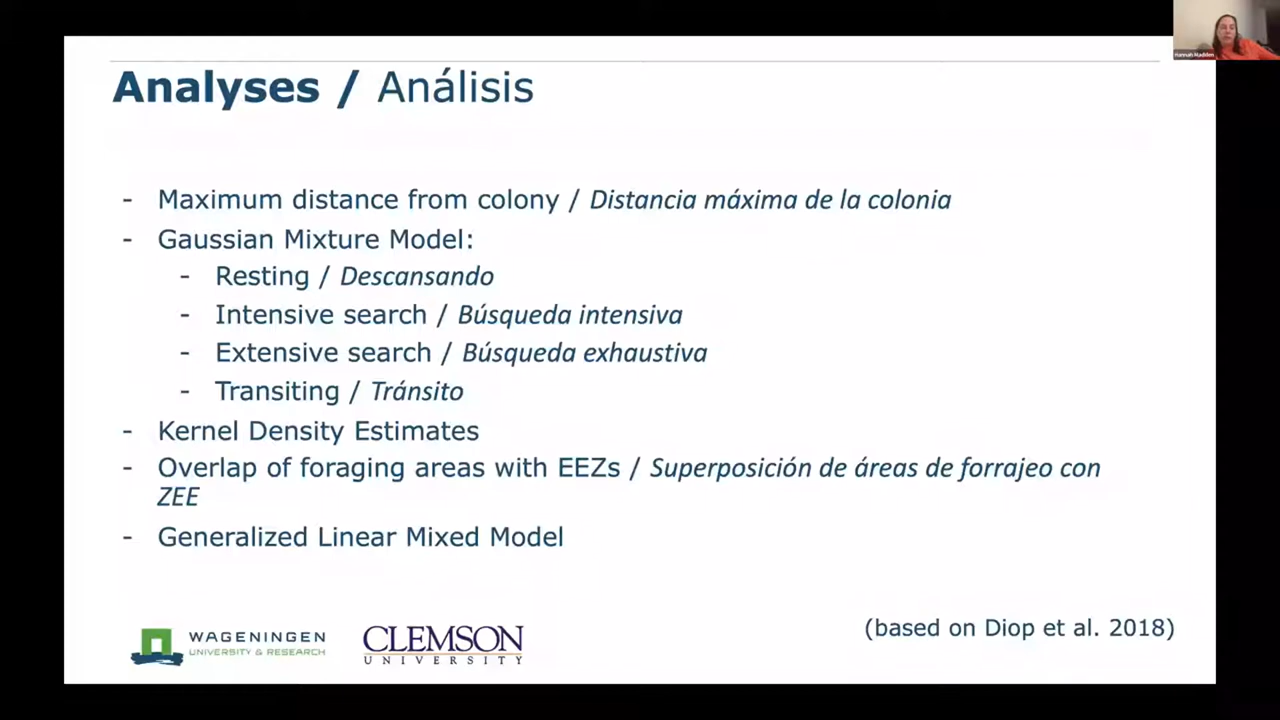 Hannah Madden
Analyses / Análisis
- Maximum distance from colony / Distancia máxima de la colonia
- Gaussian Mixture Model:
- Resting / Descansando
- Intensive search / Búsqueda intensiva
- Extensive search / Búsqueda exhaustiva
- Transiting / Tránsito
- Kernel Density Estimates
- Overlap of foraging areas with EEZs / Superposición de áreas de forrajeo con
ZEE
- Generalized Linear Mixed Model
(based on Diop et al. 2018)
WAGENINGEN
UNIVERSITY & RESEARCH
CLEMSON
UNIVERSITY